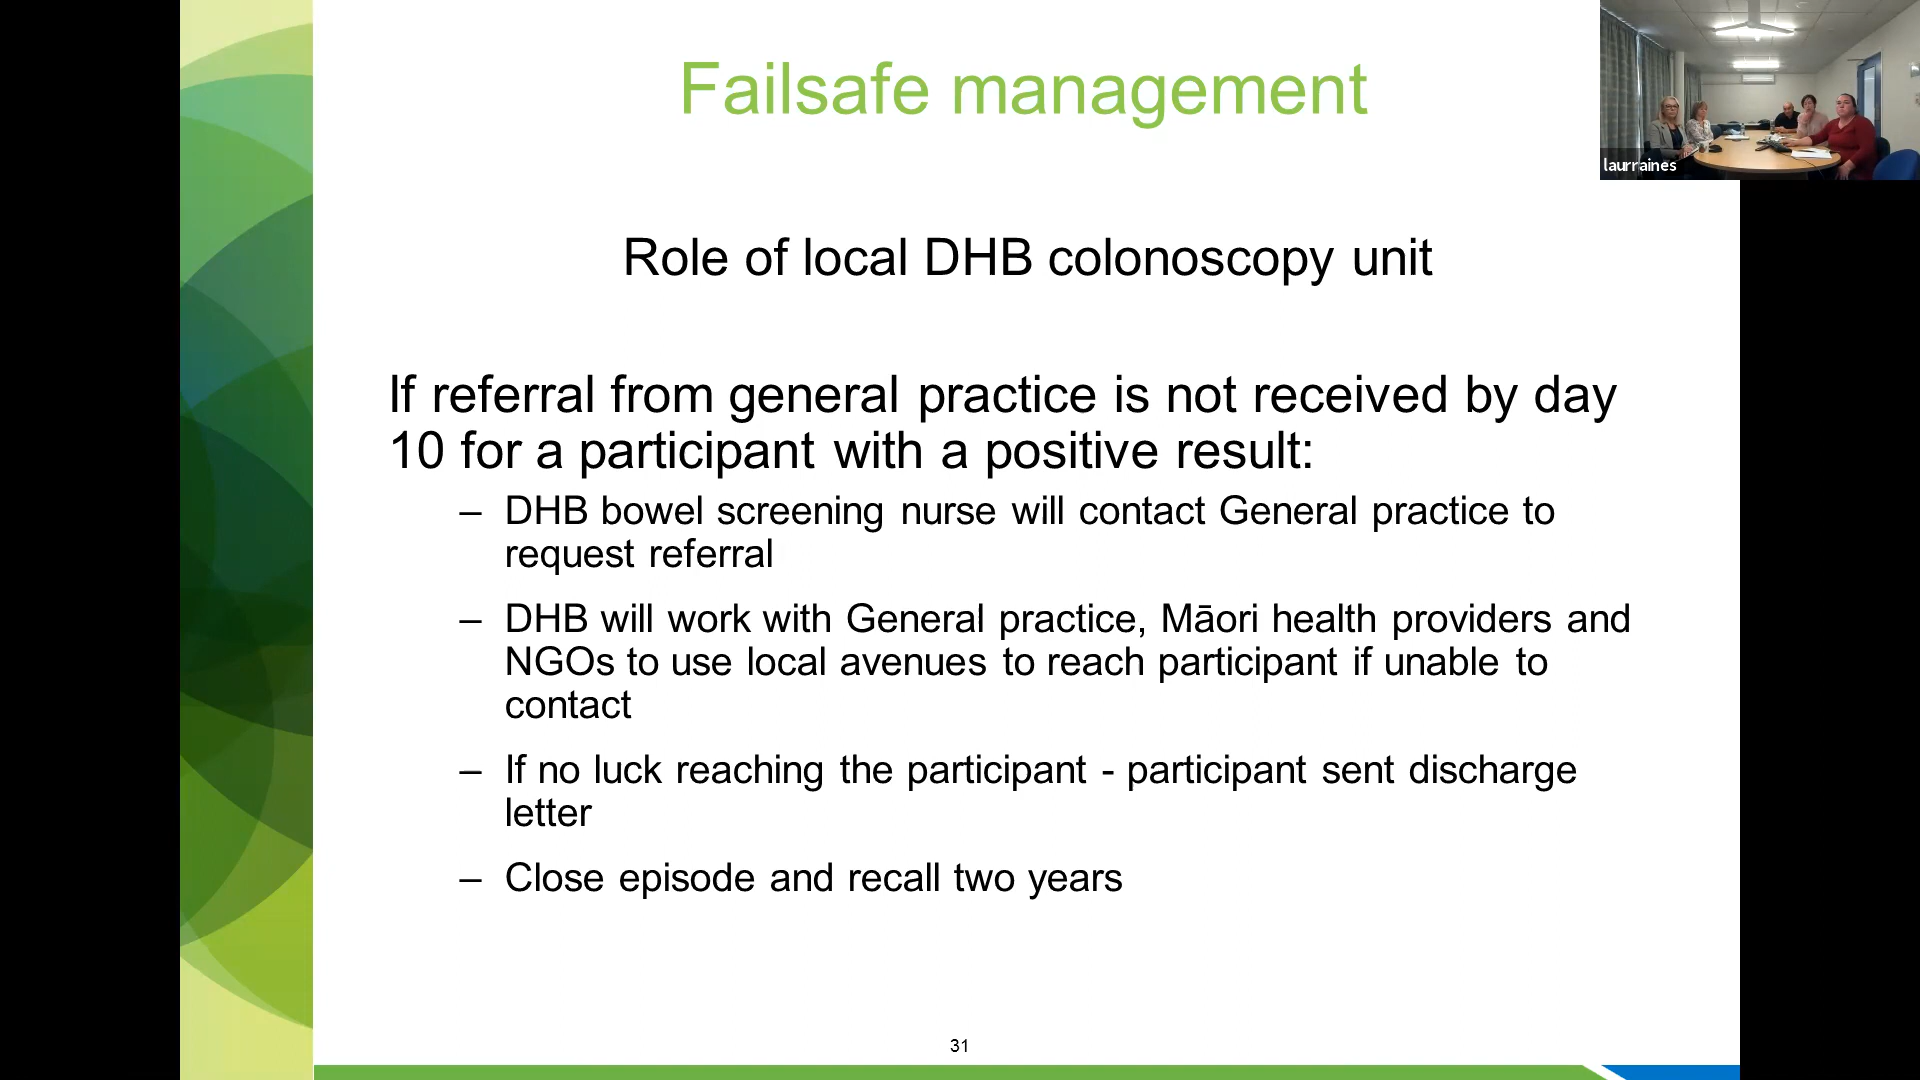 Failsafe management
laurraines
Role of local DHB colonoscopy unit
If referral from general practice is not received by day
10 for a participant with a positive result:
– DHB bowel screening nurse will contact General practice to
request referral
– DHB will work with General practice, Māori health providers and
NGOs to use local avenues to reach participant if unable to
contact
– If no luck reaching the participant - participant sent discharge
letter
– Close episode and recall two years
31